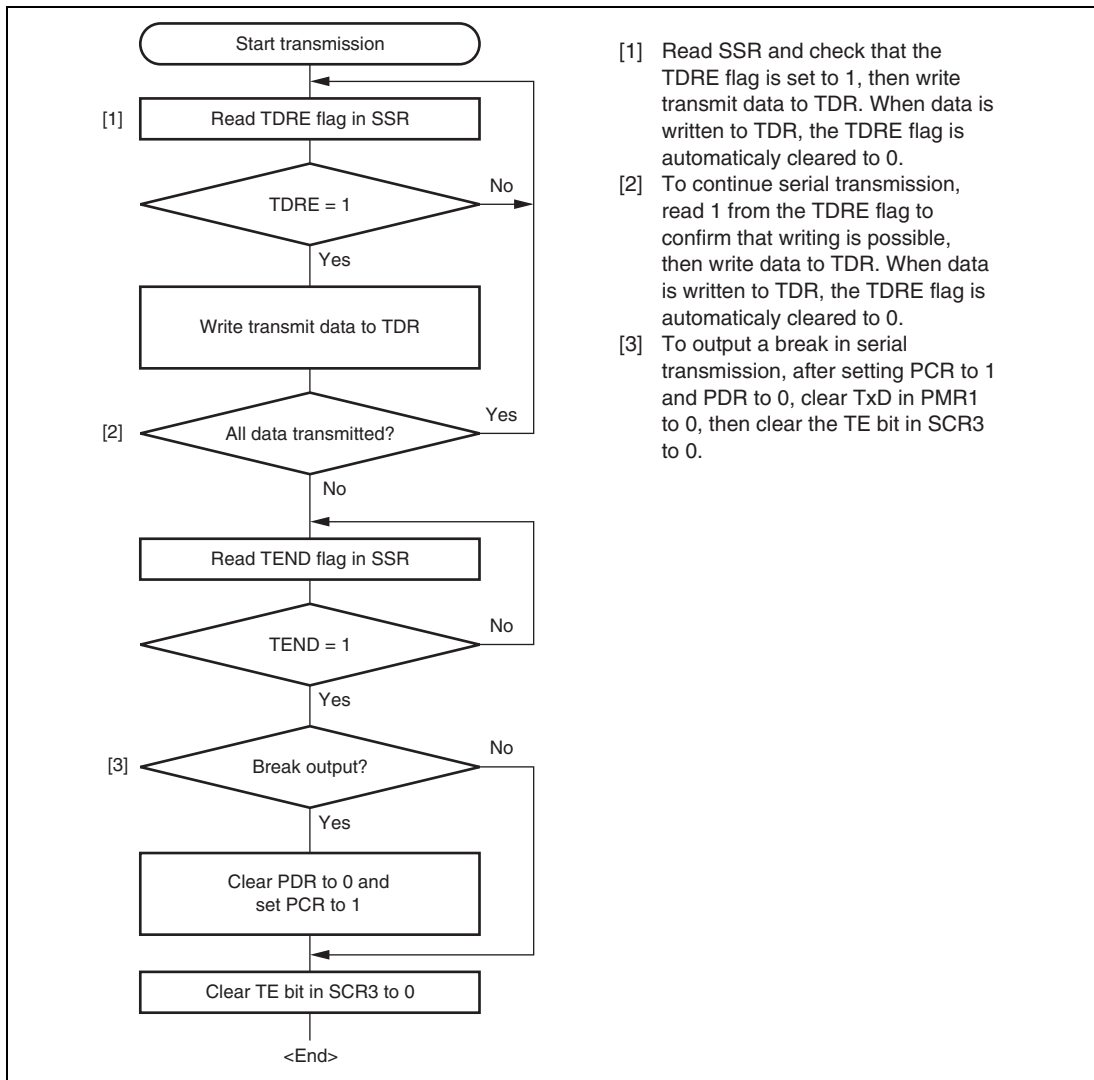 Start transmission
[1]
Read TDRE flag in SSR
TDRE = 1
No
Yes
Write transmit data to TDR
[2]
All data transmitted?
Yes
No
Read TEND flag in SSR
TEND = 1
No
Yes
[3]
Break output?
No
Yes
Clear PDR to 0 and
set PCR to 1
Clear TE bit in SCR3 to 0
<End>
[1] Read SSR and check that the
TDRE flag is set to 1, then write
transmit data to TDR. When data is
written to TDR, the TDRE flag is
automaticaly cleared to 0.
[2] To continue serial transmission,
read 1 from the TDRE flag to
confirm that writing is possible,
then write data to TDR. When data
is written to TDR, the TDRE flag is
automaticaly cleared to 0.
[3] To output a break in serial
transmission, after setting PCR to 1
and PDR to 0, clear TxD in PMR1
to 0, then clear the TE bit in SCR3
to 0.